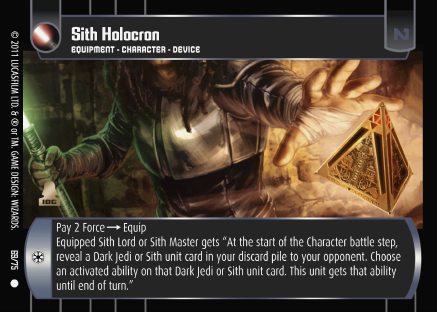 Sith Holocron
EQUIPMENT - CHARACTER - DEVICE
N
© 2011 LUCASFILM LTD. & ® or TM. GAME DESIGN: WIZARDS.
69/75
IDC
Pay 2 Force → Equip
Equipped Sith Lord or Sith Master gets “At the start of the Character battle step,
reveal a Dark Jedi or Sith unit card in your discard pile to your opponent. Choose
an activated ability on that Dark Jedi or Sith unit card. This unit gets that ability
until end of turn.”